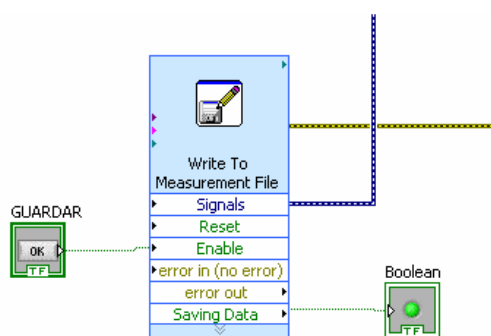 Write To
Measurement File
Signals
Reset
Enable
error in (no error)
error out
Saving Data
GUARDAR
OK
TF
Boolean
TF